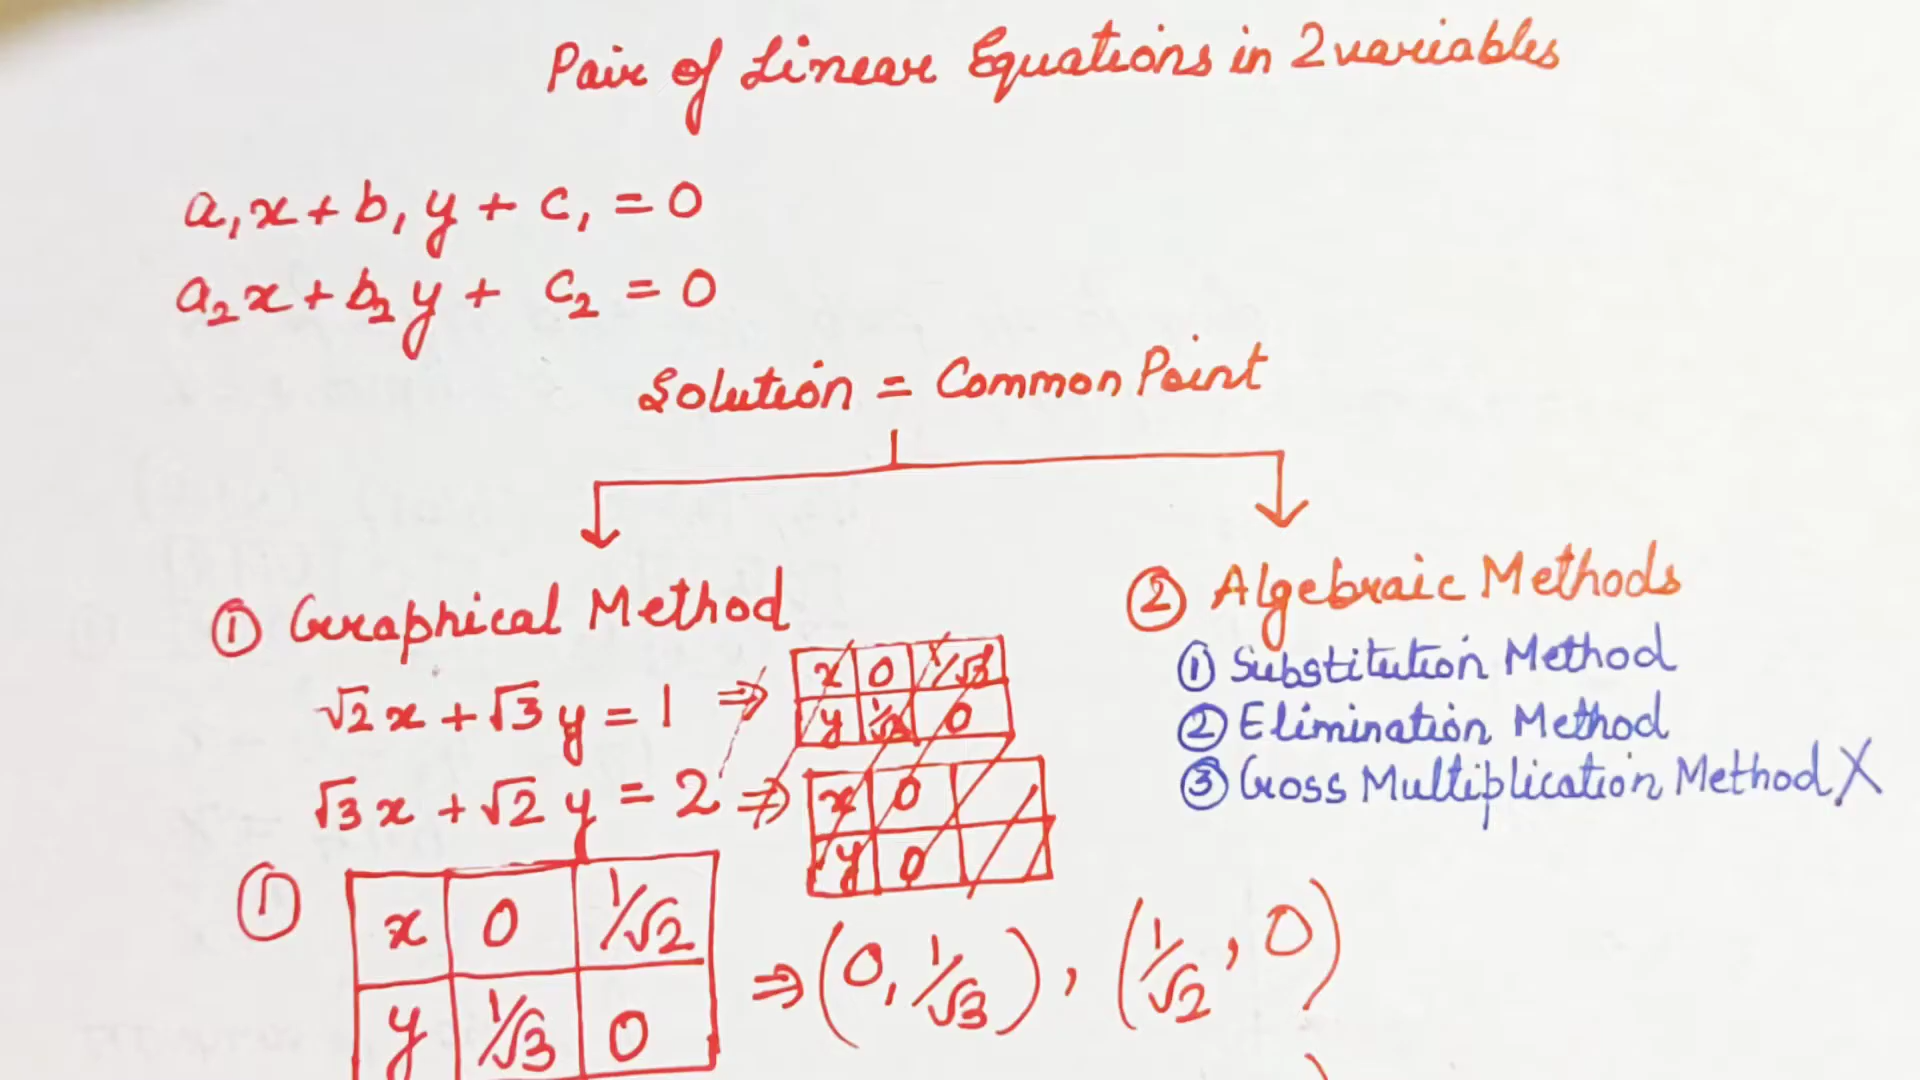 Pair of Linear Equations in 2 variables
a₁x + b₁y + c₁ = 0
a₂x + b₂y + c₂ = 0
Solution = Common Point
① Graphical Method
√2x + √3y = 1 ⇒
x 0 1/√3
y 1/√2 0
√3x + √2y = 2 ⇒
x 0
y 0
② Algebraic Methods
① Substitution Method
② Elimination Method
③ Cross Multiplication Method X
①
x 0 1/√2
y 1/√3 0
⇒ (0, 1/√3), (1/√2, 0)